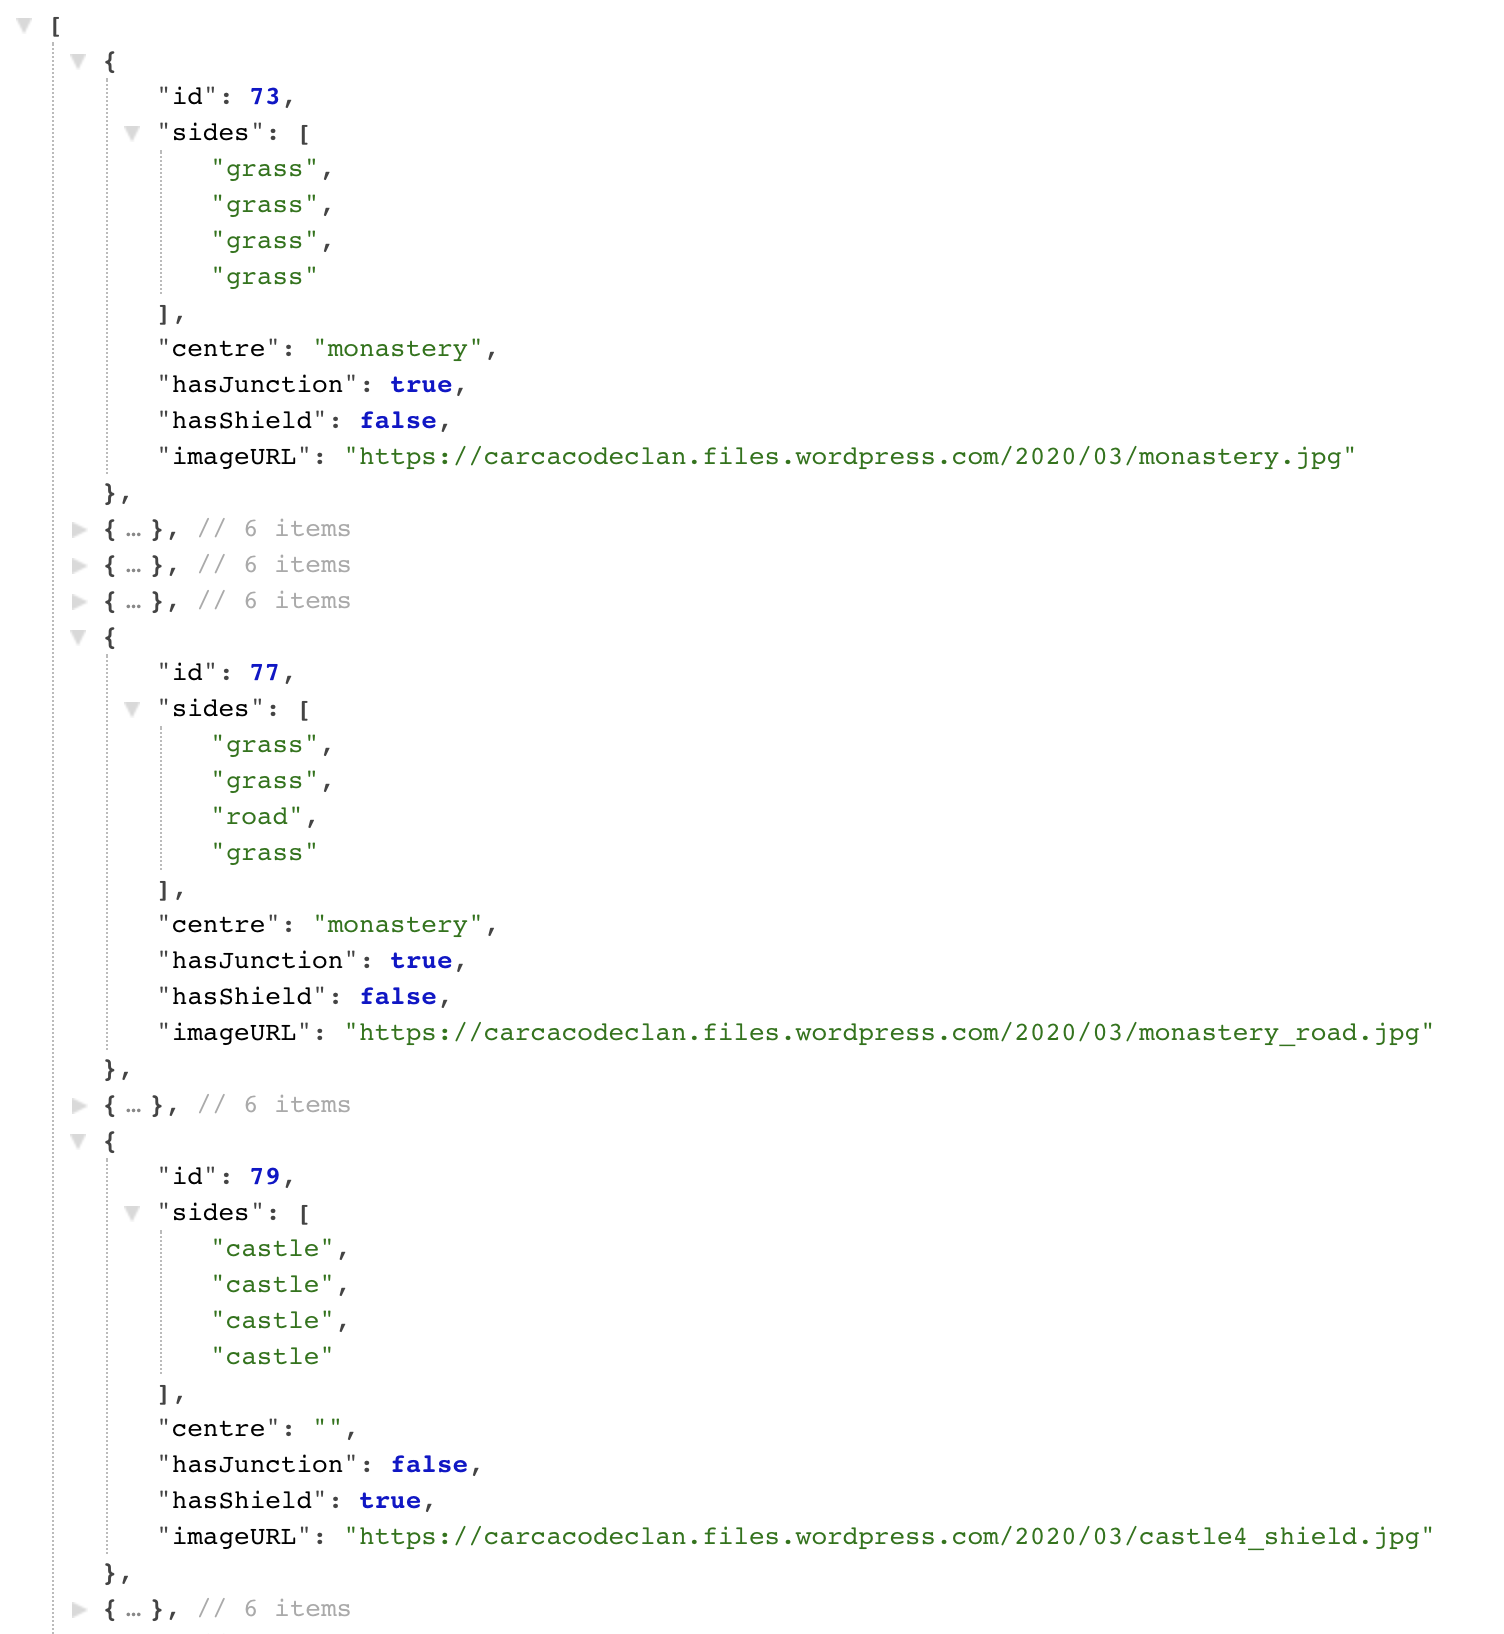 [
{
"id": 73,
"sides": [
"grass",
"grass",
"grass",
"grass"
],
"centre": "monastery",
"hasJunction": true,
"hasShield": false,
"imageURL": "https://carcacodeclan.files.wordpress.com/2020/03/monastery.jpg"
},
{ … }, // 6 items
{ … }, // 6 items
{ … }, // 6 items
{
"id": 77,
"sides": [
"grass",
"grass",
"road",
"grass"
],
"centre": "monastery",
"hasJunction": true,
"hasShield": false,
"imageURL": "https://carcacodeclan.files.wordpress.com/2020/03/monastery_road.jpg"
},
{ … }, // 6 items
{
"id": 79,
"sides": [
"castle",
"castle",
"castle",
"castle"
],
"centre": "",
"hasJunction": false,
"hasShield": true,
"imageURL": "https://carcacodeclan.files.wordpress.com/2020/03/castle4_shield.jpg"
},
{ … }, // 6 items